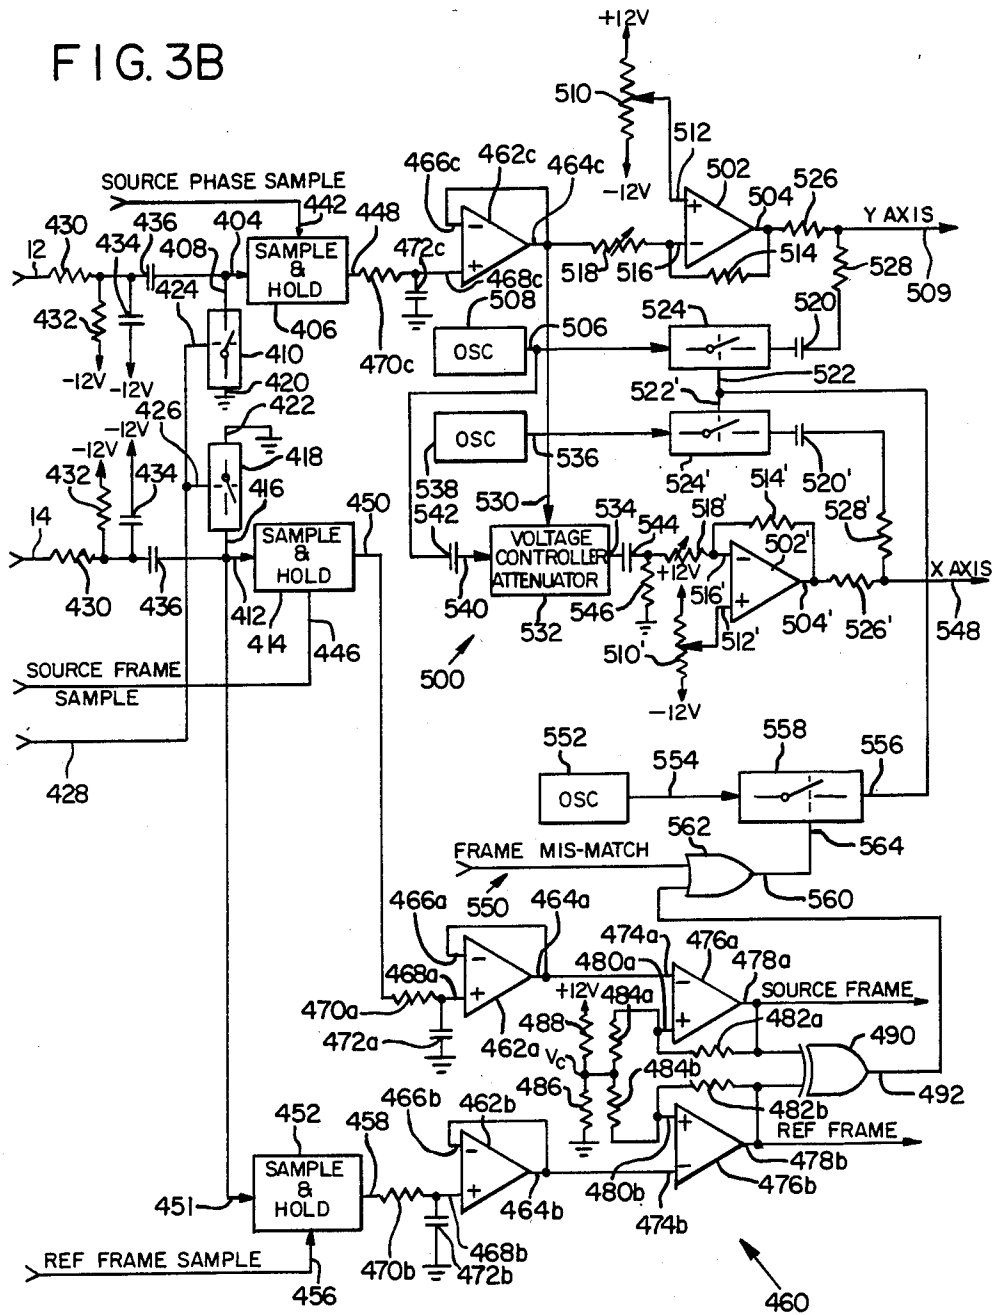 FIG. 3B
+12V
510
-12V
512
502
504
526
Y AXIS
509
514
528
518
516
SOURCE PHASE SAMPLE
442
466c
462c
464c
448
472c
468c
470c
430
436
404
434
408
12
424
432
-12V
-12V
SAMPLE
&
HOLD
406
410
420
508
OSC
506
524
520
522
522'
426
422
-12V
-12V
418
432
434
416
OSC
538
536
524'
520'
530
542
534
544
518'
514'
528'
450
14
430
436
412
SAMPLE
&
HOLD
414
446
VOLTAGE
CONTROLLER
ATTENUATOR
540
532
546
+12V
516'
502'
512'
504'
526'
X AXIS
548
510'
-12V
500
SOURCE FRAME
SAMPLE
428
552
OSC
554
558
556
562
564
FRAME MIS-MATCH
550
560
466a
464a
468a
470a
472a
462a
474a
476a
480a
484a
478a
+12V
488
SOURCE FRAME
482a
490
Vc
484b
486
482b
492
REF FRAME
478b
480b
474b
476b
466b
462b
464b
452
458
SAMPLE
&
HOLD
451
470b
468b
472b
REF FRAME SAMPLE
456
460